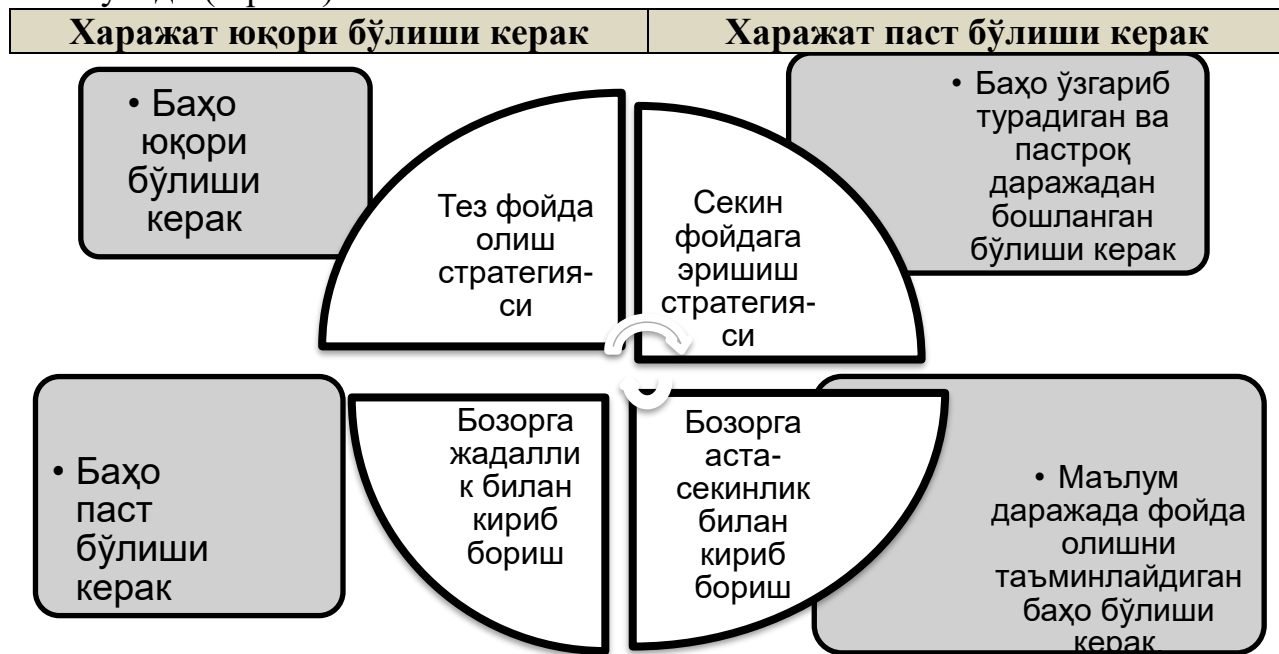 Харажат юқори бўлиши керак
Харажат паст бўлиши керак
• Баҳо
юқори
бўлиши
керак
Тез фойда
олиш
стратегия-
си
Секин
фойдага
эришиш
стратегия-
си
• Баҳо ўзгариб
турадиган ва
пастроқ
даражадан
бошланган
бўлиши керак
• Баҳо
паст
бўлиши
керак
Бозорга
жадалли
к билан
кириб
бориш
Бозорга
аста-
секинлик
билан
кириб
бориш
• Маълум
даражада фойда
олишни
таъминлайдиган
баҳо бўлиши
керак